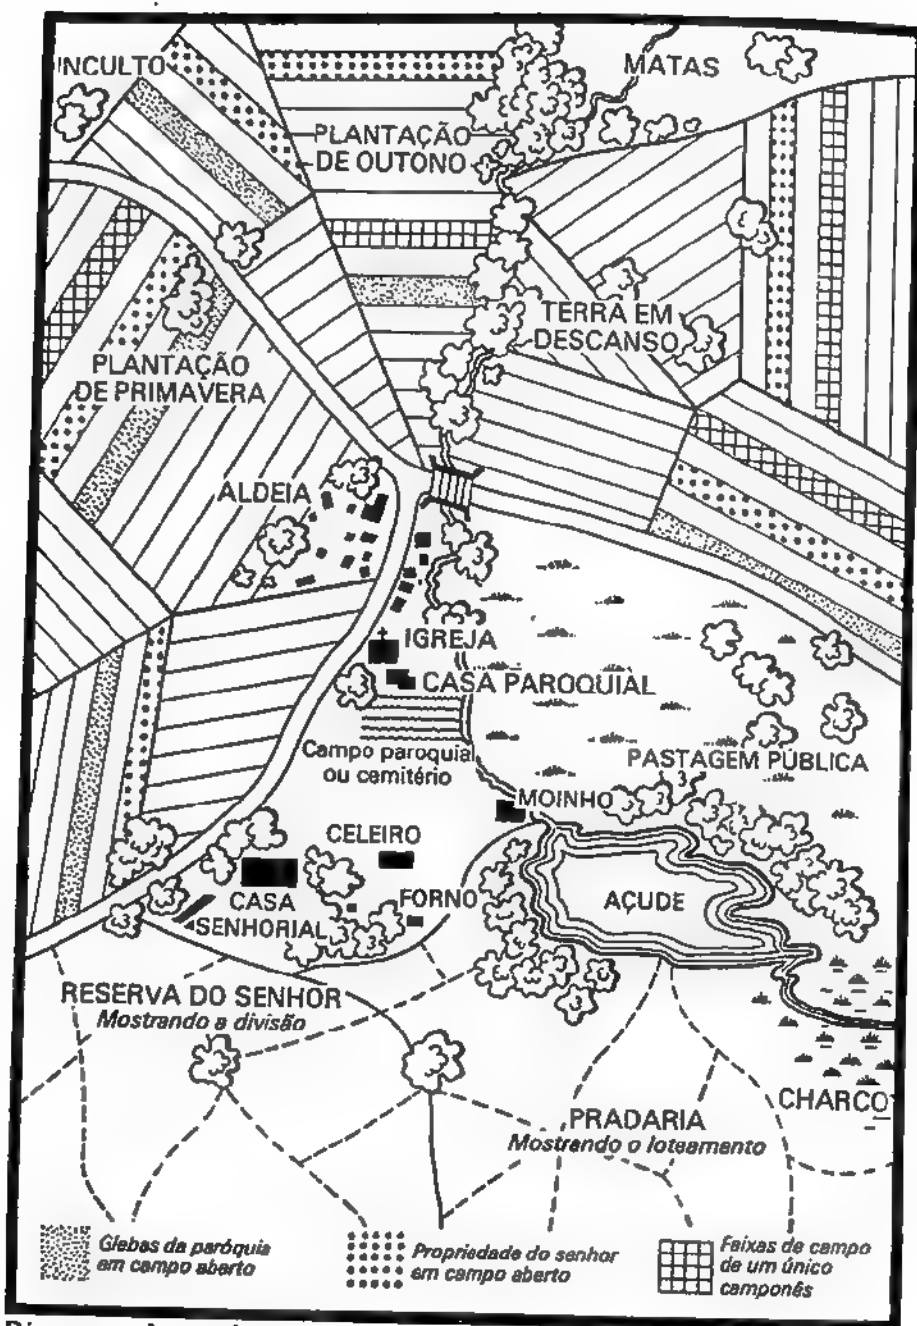 INCULTO
MATAS
PLANTAÇÃO
DE OUTONO
TERRA EM
DESCANSO
PLANTAÇÃO
DE PRIMAVERA
ALDEIA
IGREJA
CASA PAROQUIAL
Campo paroquial
ou cemitério
PASTAGEM PÚBLICA
MOINHO
CELEIRO
CASA
SENHORIAL
FORNO
AÇUDE
RESERVA DO SENHOR
Mostrando a divisão
CHARCO
PRADARIA
Mostrando o loteamento
Glebas da paróquia
em campo aberto
Propriedade do senhor
em campo aberto
Faixas de campo
de um único
camponês